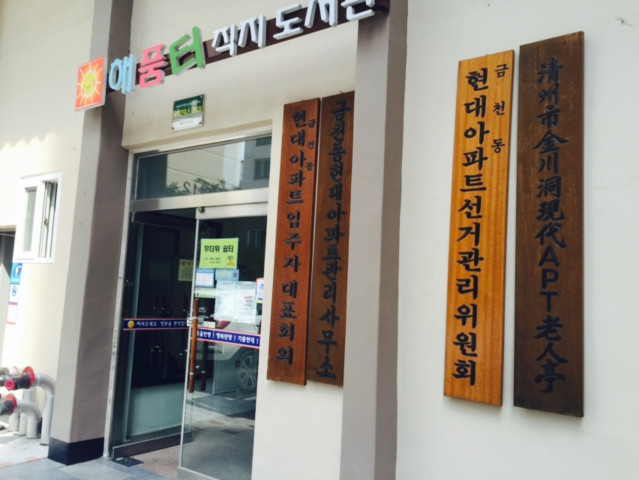 해품터 직지 도서관
무더위 쉼터
금천동
현대아파트 입주자대표회의
금천동현대아파트관리사무소
금천동
현대아파트선거관리위원회
清州市金川洞現代APT老人亭